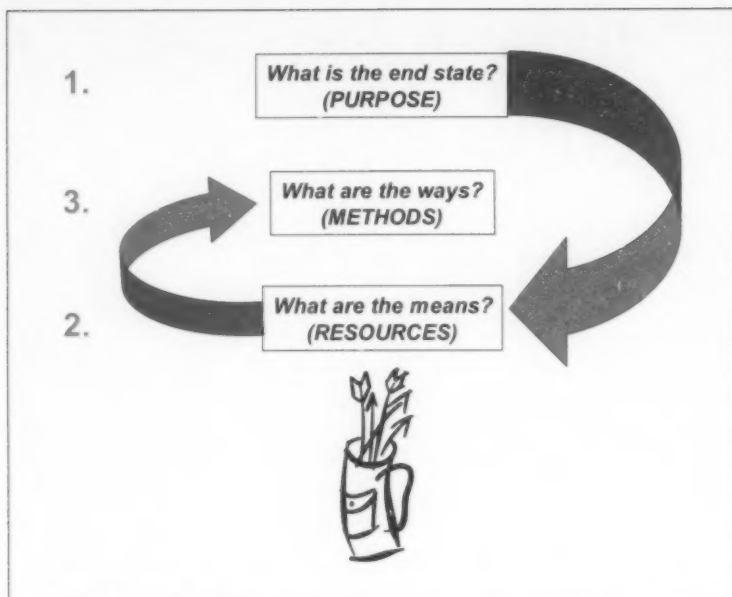 1.
What is the end state?
(PURPOSE)
3.
What are the ways?
(METHODS)
2.
What are the means?
(RESOURCES)